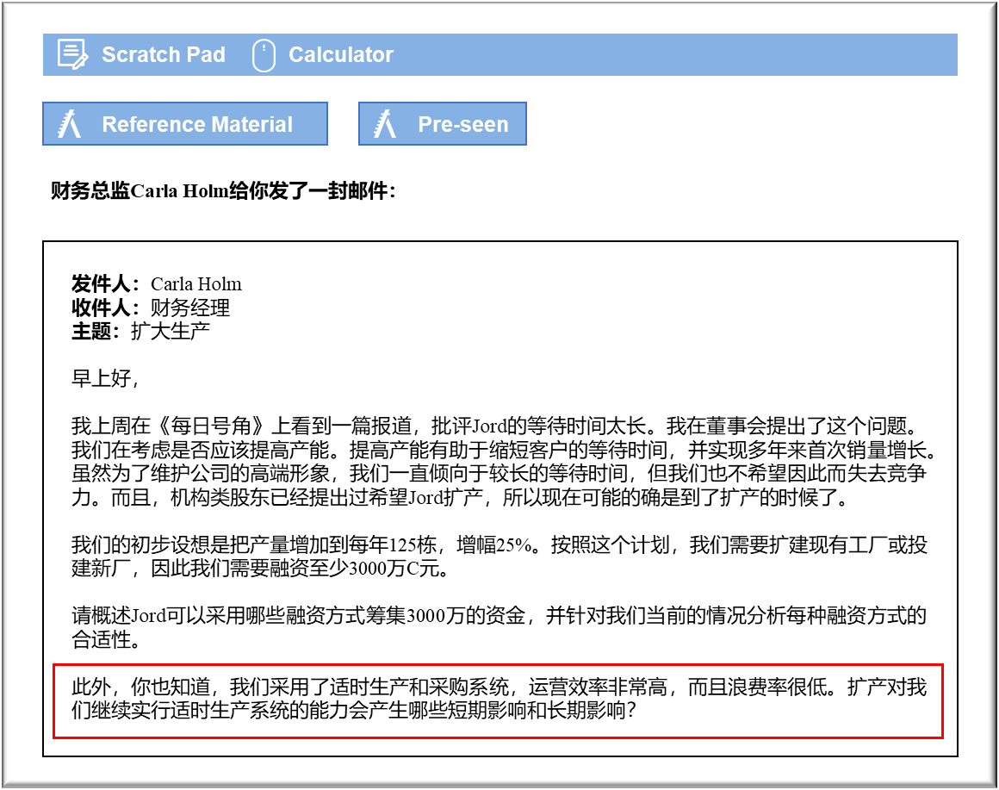 Scratch Pad Calculator
Reference Material Pre-seen
财务总监Carla Holm给你发了一封邮件：
发件人：Carla Holm
收件人：财务经理
主题：扩大生产
早上好，
我上周在《每日号角》上看到一篇报道，批评Jord的等待时间太长。我在董事会提出了这个问题。
我们在考虑是否应该提高产能。提高产能有助于缩短客户的等待时间，并实现多年来首次销量增长。
虽然为了维护公司的高端形象，我们一直倾向于较长的等待时间，但我们也不希望因此而失去竞争
力。而且，机构类股东已经提出过希望Jord扩产，所以现在可能的确是到了扩产的时候了。
我们的初步设想是把产量增加到每年125栋，增幅25%。按照这个计划，我们需要扩建现有工厂或投
建新厂，因此我们需要融资至少3000万C元。
请概述Jord可以采用哪些融资方式筹集3000万的资金，并针对我们当前的情况分析每种融资方式的
合适性。
此外，你也知道，我们采用了适时生产和采购系统，运营效率非常高，而且浪费率很低。扩产对我
们继续实行适时生产系统的能力会产生哪些短期影响和长期影响？